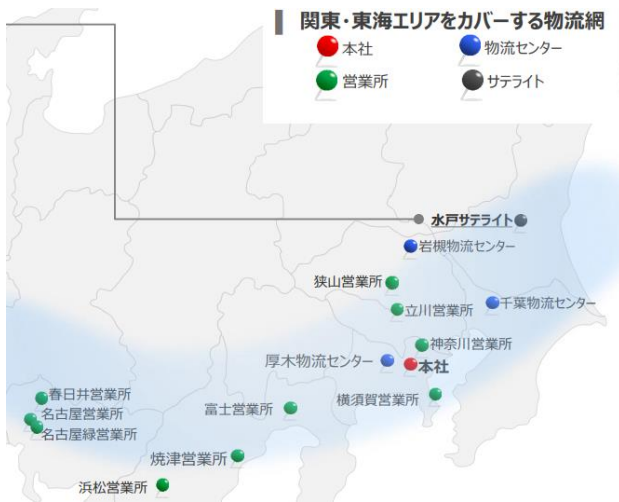 関東・東海エリアをカバーする物流網
本社
物流センター
営業所
サテライト
水戸サテライト
岩槻物流センター
狭山営業所
千葉物流センター
立川営業所
神奈川営業所
厚木物流センター
本社
横須賀営業所
春日井営業所
富士営業所
名古屋営業所
名古屋緑営業所
焼津営業所
浜松営業所